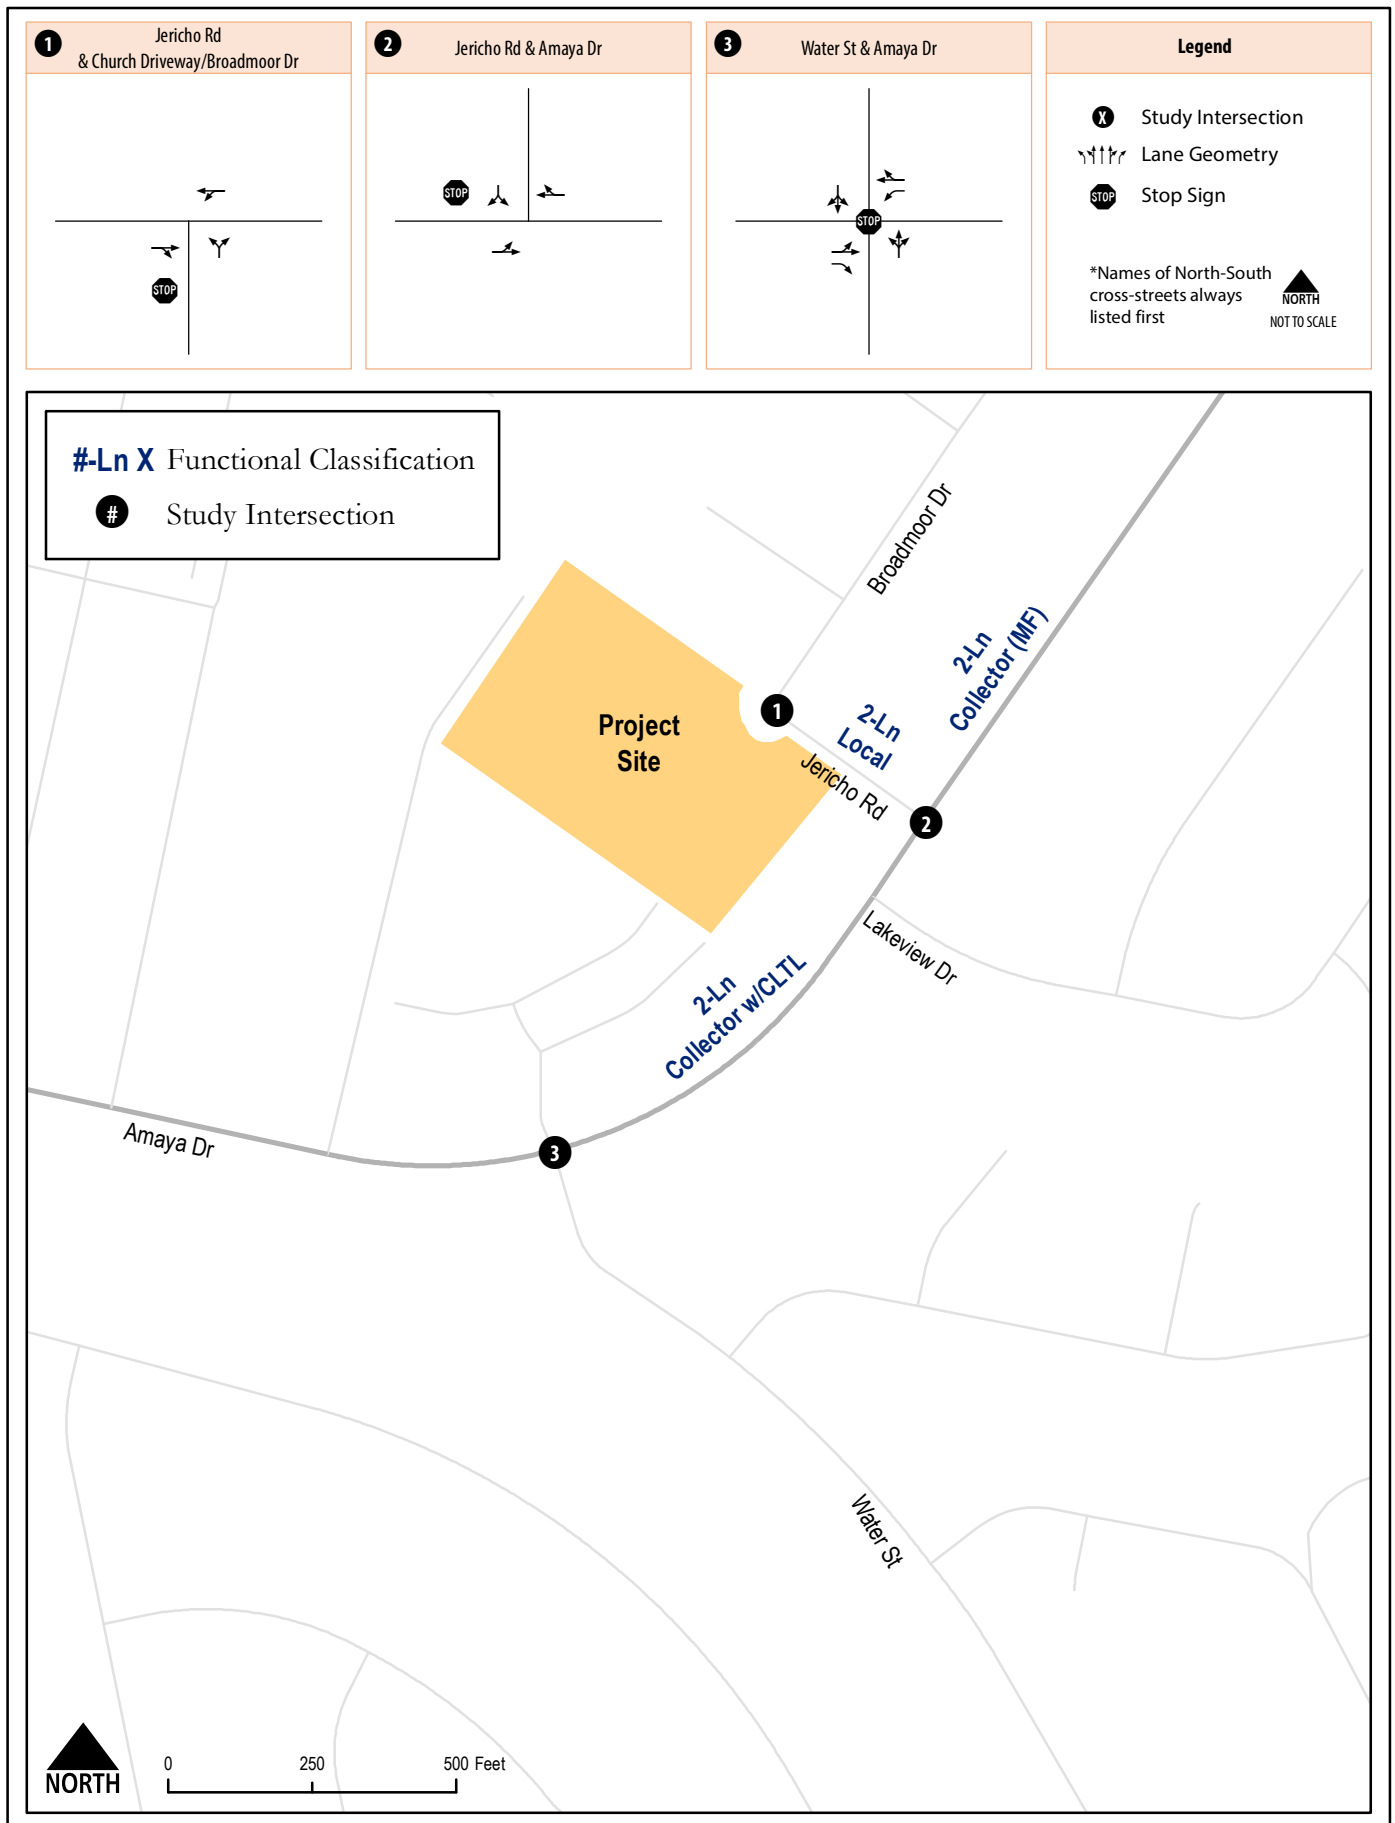 1
Jericho Rd
& Church Driveway/Broadmoor Dr
STOP
2
Jericho Rd & Amaya Dr
STOP
3
Water St & Amaya Dr
STOP
Legend
X Study Intersection
Lane Geometry
STOP Stop Sign
*Names of North-South
cross-streets always
listed first
NORTH
NOT TO SCALE
#-Ln X Functional Classification
# Study Intersection
Broadmoor Dr
2-Ln
Collector (MF)
1
2-Ln
Local
Project
Site
Jericho Rd
2
Lakeview Dr
2-Ln
Collector w/CLTL
Amaya Dr
3
Water St
NORTH
0 250 500 Feet